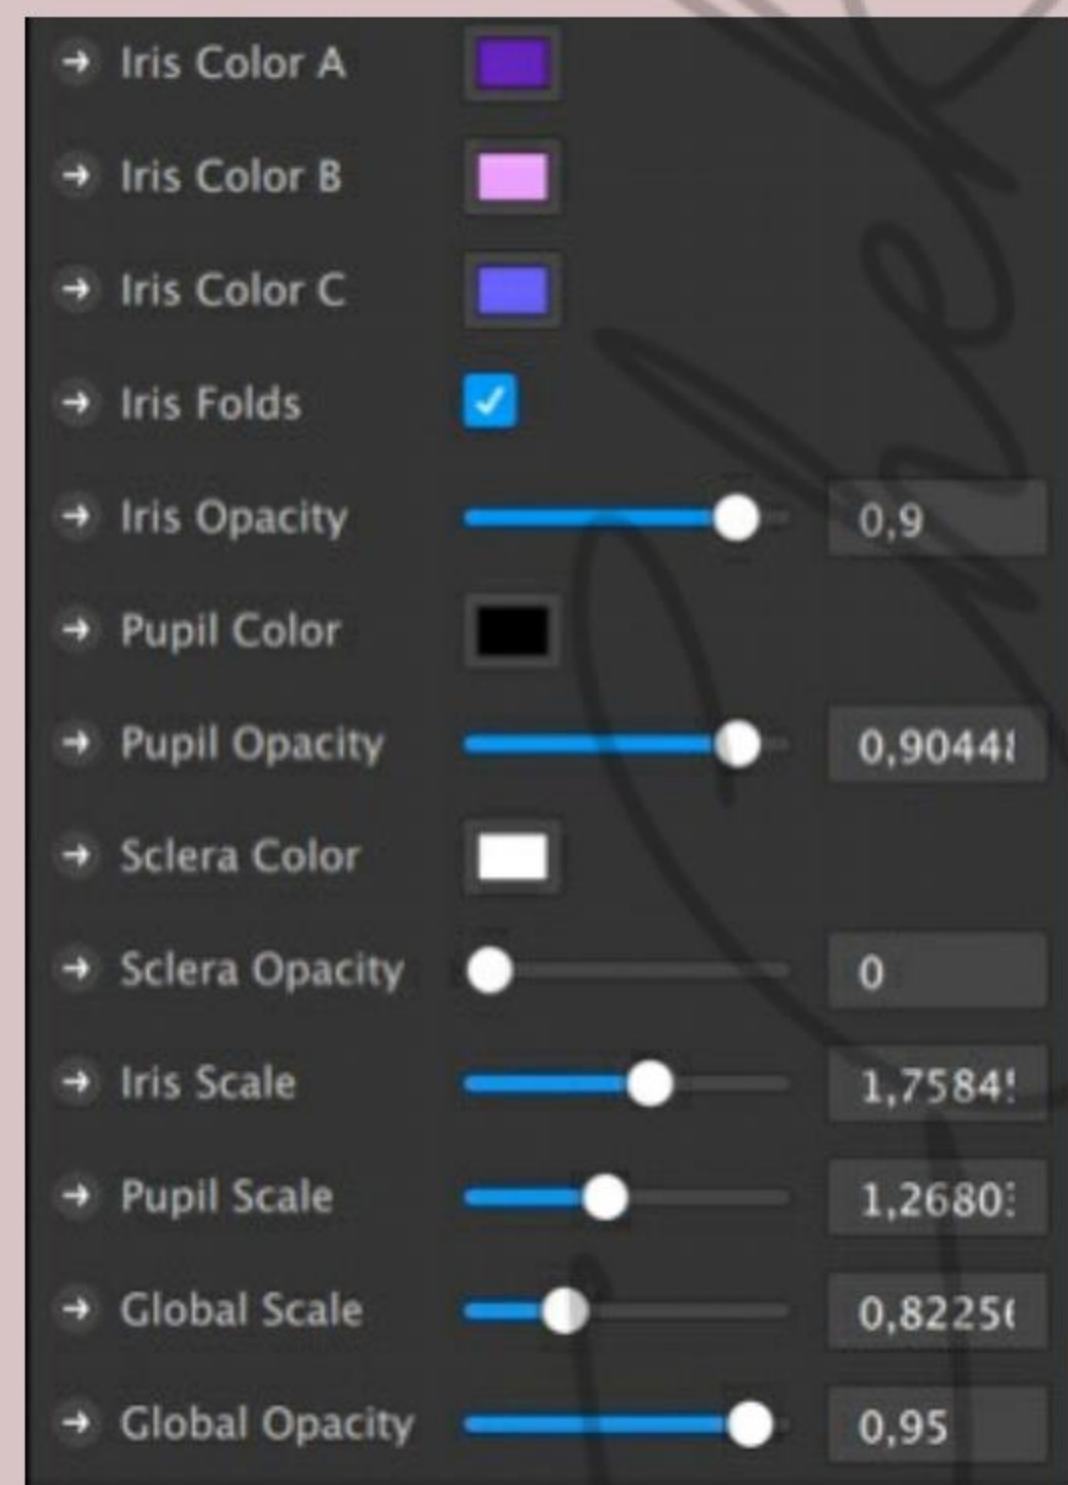 Iris Color A
Iris Color B
Iris Color C
Iris Folds
Iris Opacity 0,9
Pupil Color
Pupil Opacity 0,9044
Sclera Color
Sclera Opacity 0
Iris Scale 1,7584
Pupil Scale 1,2680
Global Scale 0,8225
Global Opacity 0,95